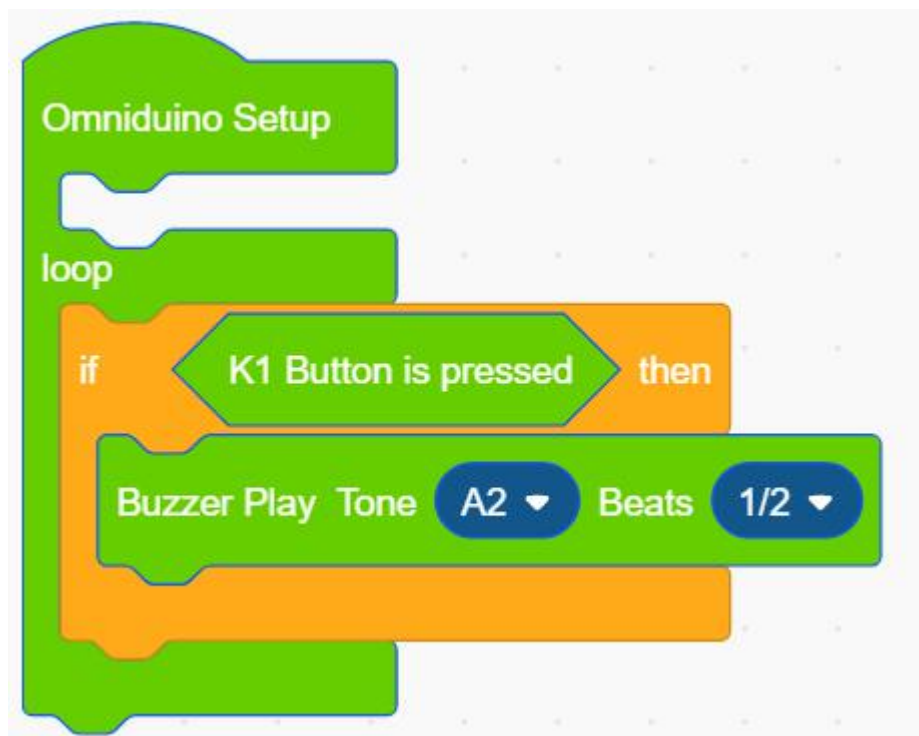 Omniduino Setup
loop
if K1 Button is pressed then
Buzzer Play Tone A2 Beats 1/2